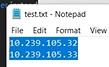 test.txt - Notepad
File Edit Format View
10.239.105.32
10.239.105.33